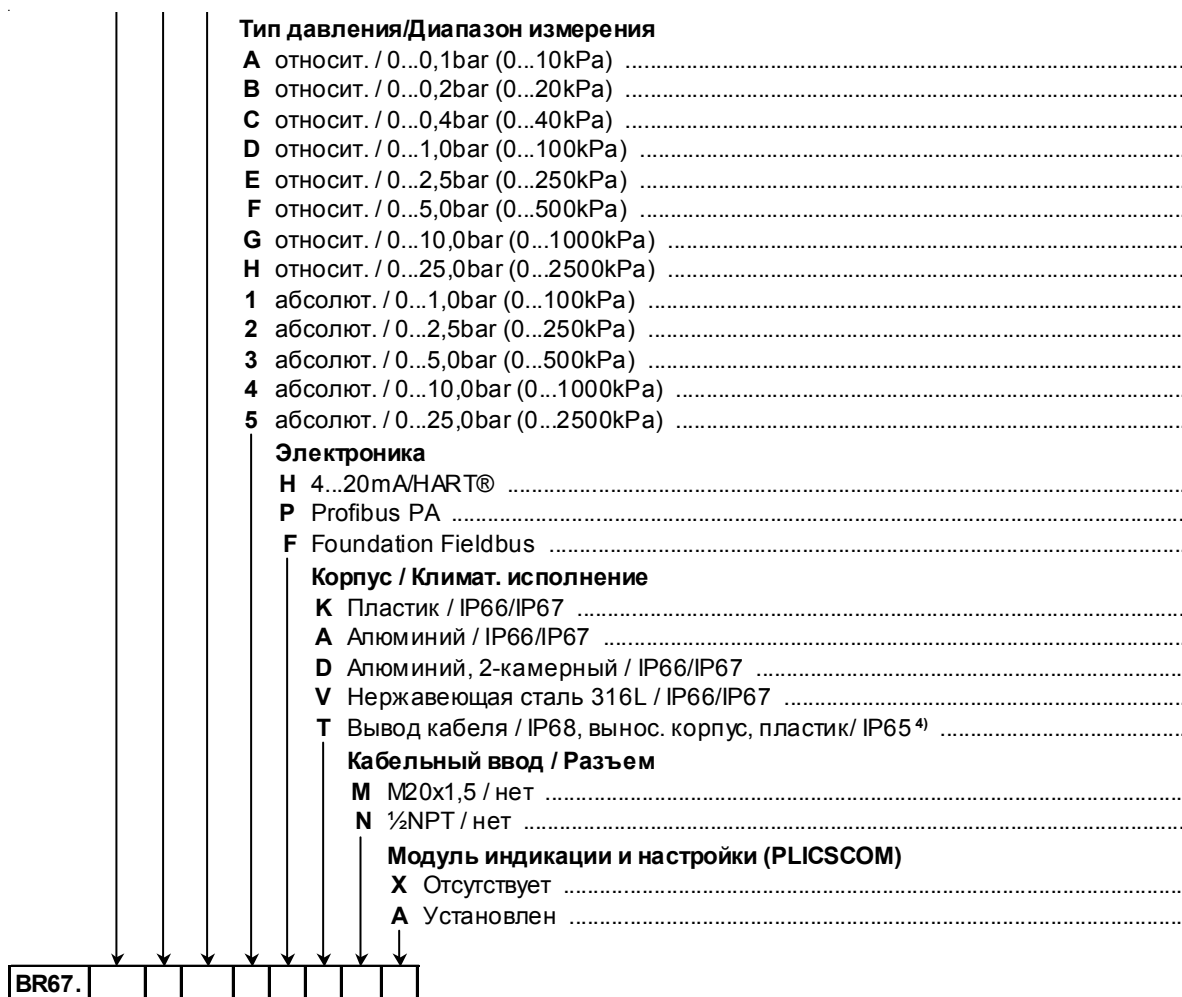 Тип давления/Диапазон измерения
A относит. / 0...0,1bar (0...10kPa) ................................................................................
B относит. / 0...0,2bar (0...20kPa) ................................................................................
C относит. / 0...0,4bar (0...40kPa) ................................................................................
D относит. / 0...1,0bar (0...100kPa) ..............................................................................
E относит. / 0...2,5bar (0...250kPa) ..............................................................................
F относит. / 0...5,0bar (0...500kPa) ..............................................................................
G относит. / 0...10,0bar (0...1000kPa) ..........................................................................
H относит. / 0...25,0bar (0...2500kPa) ..........................................................................
1 абсолют. / 0...1,0bar (0...100kPa) .............................................................................
2 абсолют. / 0...2,5bar (0...250kPa) .............................................................................
3 абсолют. / 0...5,0bar (0...500kPa) .............................................................................
4 абсолют. / 0...10,0bar (0...1000kPa) .........................................................................
5 абсолют. / 0...25,0bar (0...2500kPa) .........................................................................
Электроника
H 4...20mA/HART® ....................................................................................................
P Profibus PA ..............................................................................................................
F Foundation Fieldbus ..................................................................................................
Корпус / Климат. исполнение
K Пластик / IP66/IP67 ........................................................................................
A Алюминий / IP66/IP67 ....................................................................................
D Алюминий, 2-камерный / IP66/IP67 ...........................................................
V Нержавеющая сталь 316L / IP66/IP67 .......................................................
T Вывод кабеля / IP68, вынос. корпус, пластик/ IP65 4) ..............................
Кабельный ввод / Разъем
M M20x1,5 / нет ..............................................................................................
N ½NPT / нет ..................................................................................................
Модуль индикации и настройки (PLICSCOM)
X Отсутствует ...........................................................................................
A Установлен ..........................................................................................
BR67.